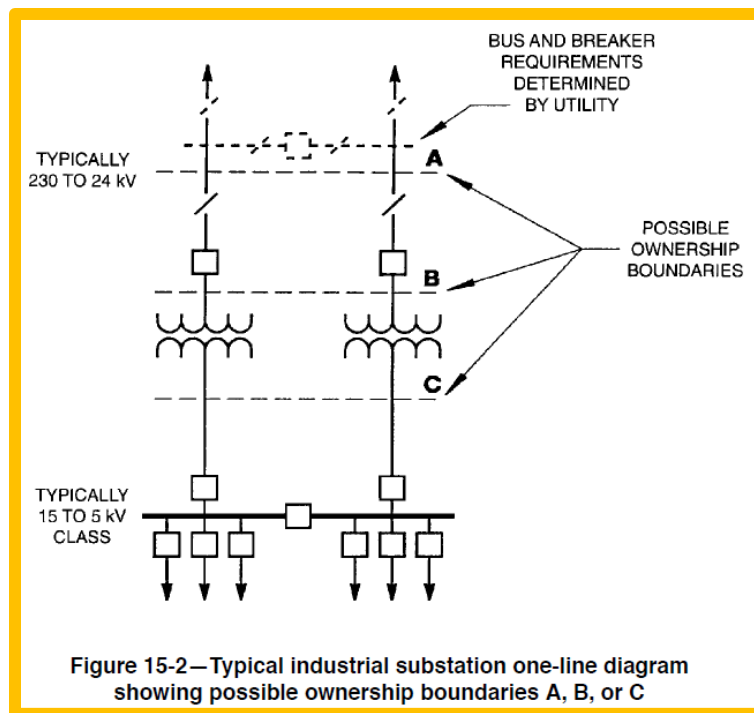 BUS AND BREAKER
REQUIREMENTS
DETERMINED
BY UTILITY
A
TYPICALLY
230 TO 24 kV
POSSIBLE
OWNERSHIP
BOUNDARIES
B
C
TYPICALLY
15 TO 5 kV
CLASS
Figure 15-2—Typical industrial substation one-line diagram
showing possible ownership boundaries A, B, or C